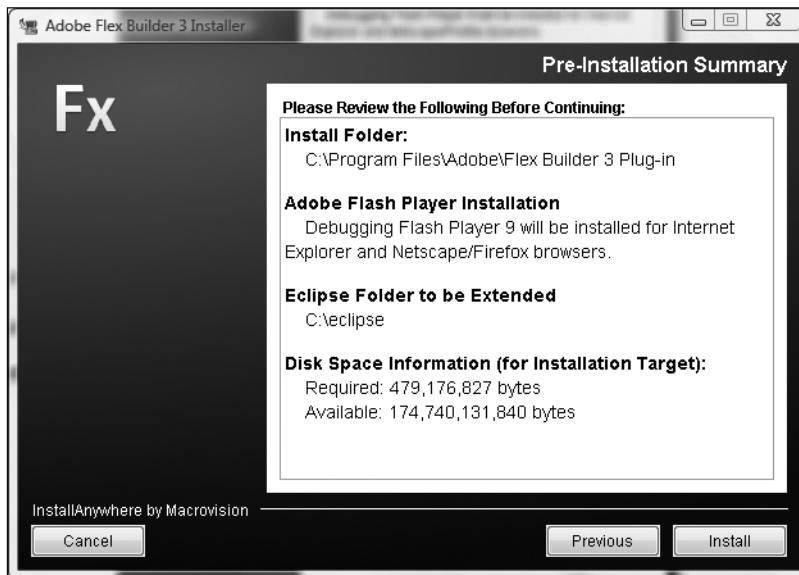 Adobe Flex Builder 3 Installer
Pre-Installation Summary
Fx
Please Review the Following Before Continuing:
Install Folder:
C:\Program Files\Adobe\Flex Builder 3 Plug-in
Adobe Flash Player Installation
Debugging Flash Player 9 will be installed for Internet
Explorer and Netscape/Firefox browsers.
Eclipse Folder to be Extended
C:\eclipse
Disk Space Information (for Installation Target):
Required: 479,176,827 bytes
Available: 174,740,131,840 bytes
InstallAnywhere by Macrovision
Cancel
Previous
Install